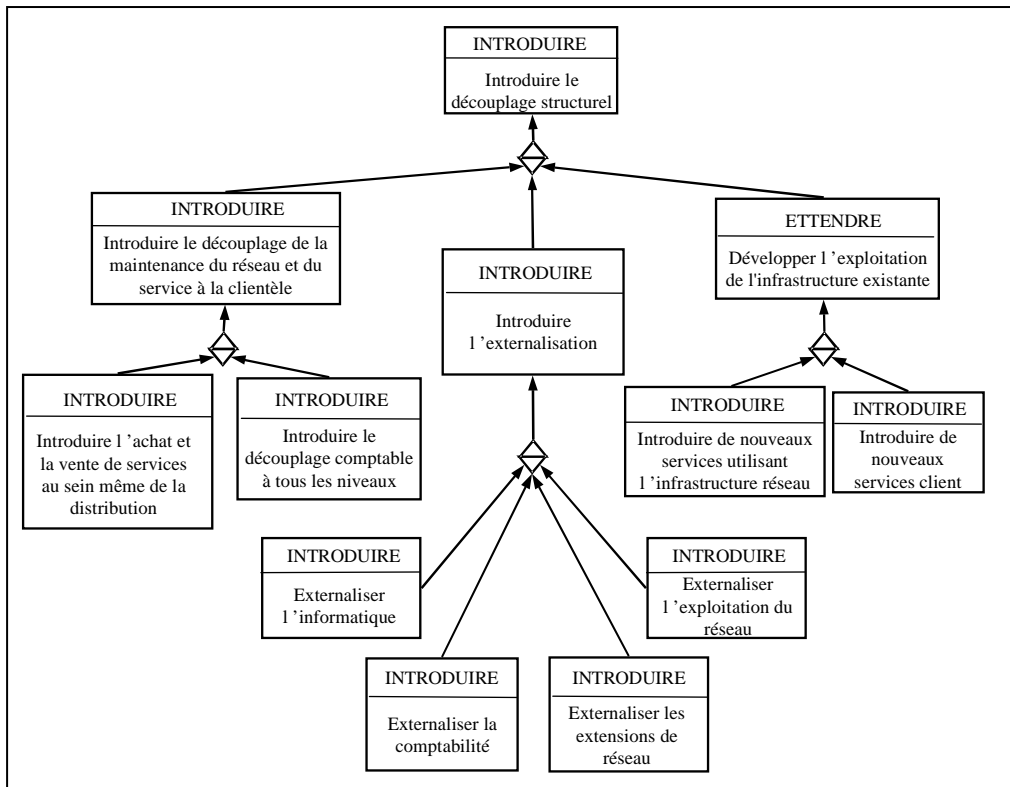 INTRODUIRE
Introduire le
découplage structurel
INTRODUIRE
Introduire le découplage de la
maintenance du réseau et du
service à la clientèle
INTRODUIRE
Introduire
l 'externalisation
ETTENDRE
Développer l 'exploitation
de l'infrastructure existante
INTRODUIRE
Introduire l 'achat et
la vente de services
au sein même de la
distribution
INTRODUIRE
Introduire le
découplage comptable
à tous les niveaux
INTRODUIRE
Introduire de nouveaux
services utilisant
l 'infrastructure réseau
INTRODUIRE
Introduire de
nouveaux
services client
INTRODUIRE
Externaliser
l 'informatique
INTRODUIRE
Externaliser
l 'exploitation du
réseau
INTRODUIRE
Externaliser la
comptabilité
INTRODUIRE
Externaliser les
extensions de
réseau